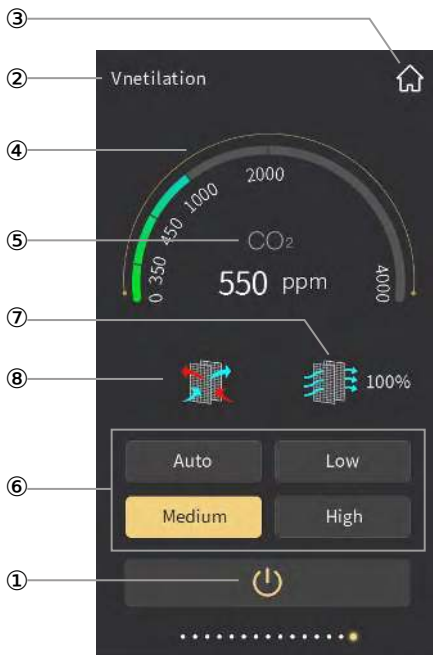 ③
② Vnetilation
④
2000
1000
450
⑤ CO₂
350
0
550 ppm
4000
⑦
⑧ 100%
Auto Low
⑥
Medium High
①